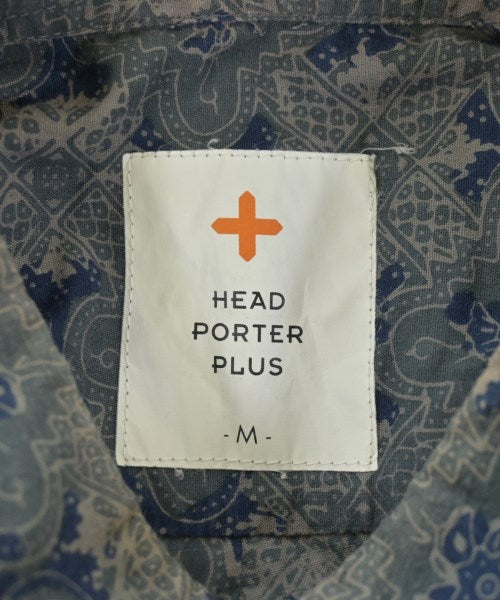 HEAD
PORTER
PLUS
- M -